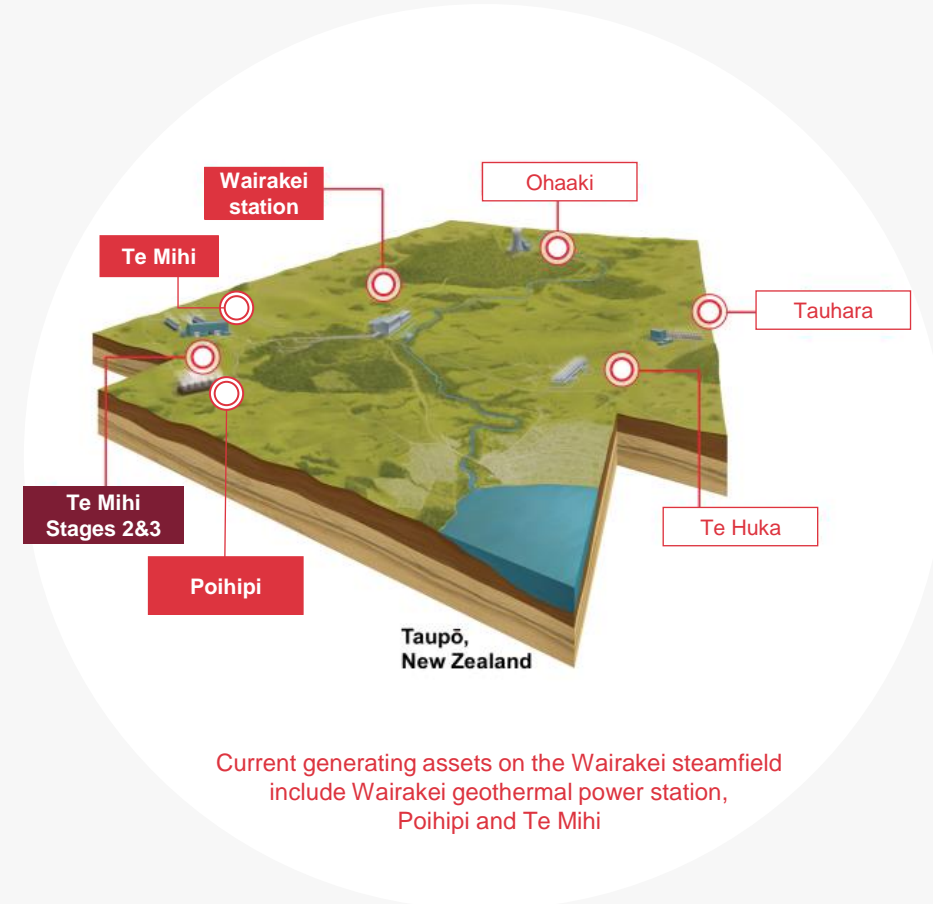 Wairakei
station
Ohaaki
Te Mihi
Tauhara
Te Mihi
Stages 2&3
Te Huka
Poihipi
Taupō,
New Zealand
Current generating assets on the Wairakei steamfield
include Wairakei geothermal power station,
Poihipi and Te Mihi